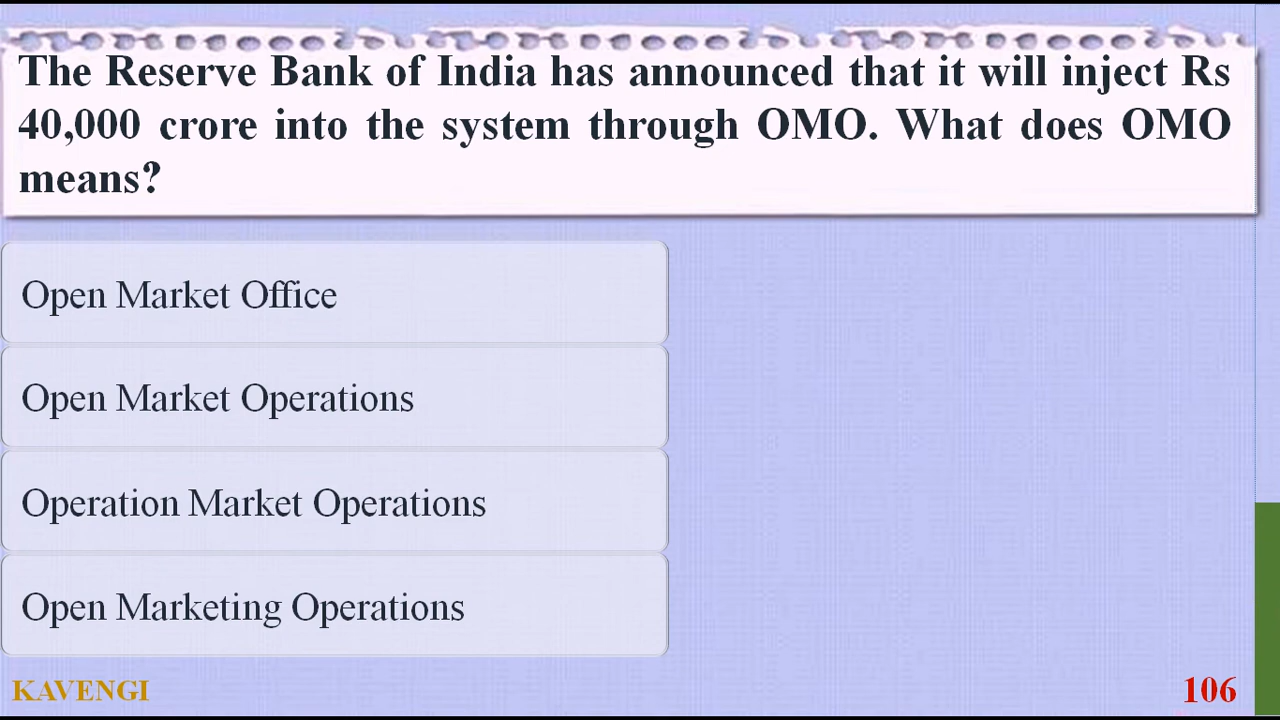 The Reserve Bank of India has announced that it will inject Rs
40,000 crore into the system through OMO. What does OMO
means?
Open Market Office
Open Market Operations
Operation Market Operations
Open Marketing Operations
KAVENGI
106